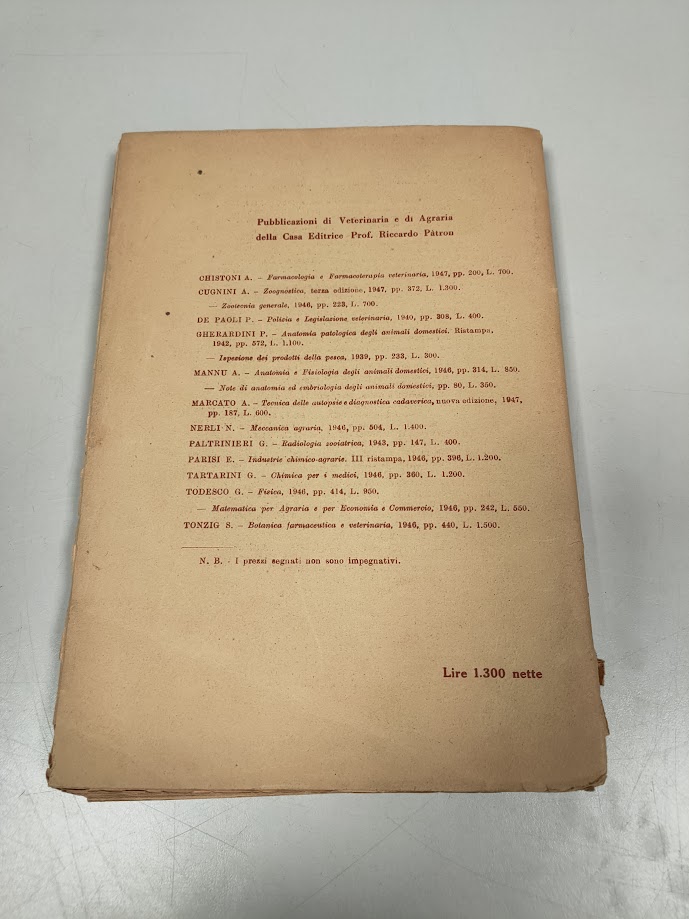 Pubblicazioni di Veterinaria e di Agraria
della Casa Editrice Prof. Riccardo Pàtron
CHISTONI A. - Farmacologia e Farmacoterapia veterinaria, 1947, pp. 200, L. 700.
CUGNINI A. - Zoognostica, terza edizione, 1947, pp. 372, L. 1.300.
— Zootecnia generale, 1946, pp. 223, L. 700.
DE PAOLI P. - Polizia e Legislazione veterinaria, 1940, pp. 308, L. 400.
GHERARDINI P. - Anatomia patologica degli animali domestici. Ristampa,
1942, pp. 572, L. 1.100.
— Ispezione dei prodotti della pesca, 1939, pp. 233, L. 300.
MANNU A. - Anatomia e Fisiologia degli animali domestici, 1946, pp. 314, L. 850.
— Note di anatomia ed embriologia degli animali domestici, pp. 80, L. 350.
MARCATO A. - Tecnica delle autopsie e diagnostica cadaverica, nuova edizione, 1947,
pp. 187, L. 600.
NERLI N. - Meccanica agraria, 1946, pp. 504, L. 1.400.
PALTRINIERI G. - Radiologia zooiatrica, 1943, pp. 147, L. 400.
PARISI E. - Industrie chimico-agrarie. III ristampa, 1946, pp. 396, L. 1.200.
TARTARINI G. - Chimica per i medici, 1946, pp. 360, L. 1.200.
TODESCO G. - Fisica, 1946, pp. 414, L. 950.
— Matematica per Agraria e per Economia e Commercio, 1946, pp. 242, L. 550.
TONZIG S. - Botanica farmaceutica e veterinaria, 1946, pp. 440, L. 1.500.
N. B. - I prezzi segnati non sono impegnativi.
Lire 1.300 nette